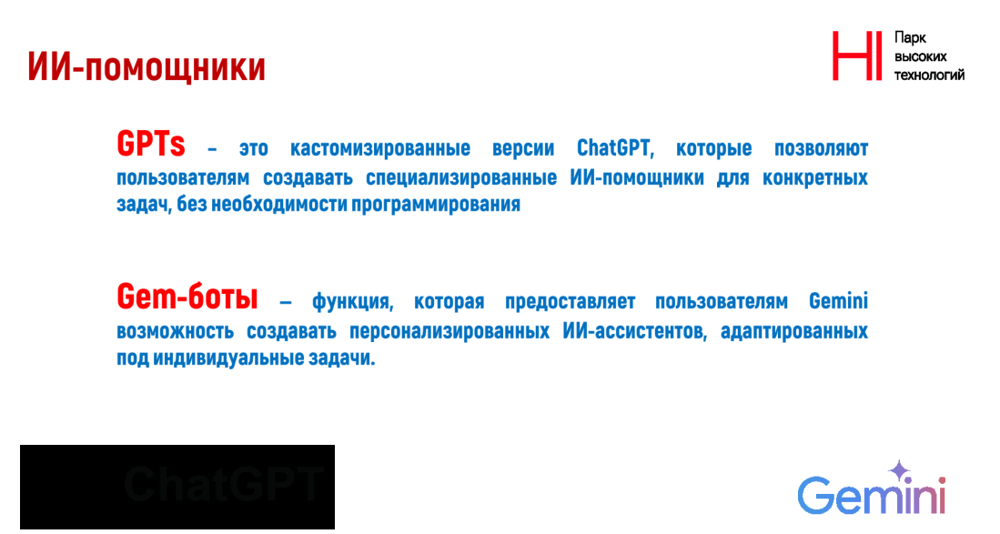 ИИ-помощники
HI
Парк
высоких
технологий
GPTs – это кастомизированные версии ChatGPT, которые позволяют
пользователям создавать специализированные ИИ-помощники для конкретных
задач, без необходимости программирования
Gem-боты – функция, которая предоставляет пользователям Gemini
возможность создавать персонализированных ИИ-ассистентов, адаптированных
под индивидуальные задачи.
ChatGPT
Gemini